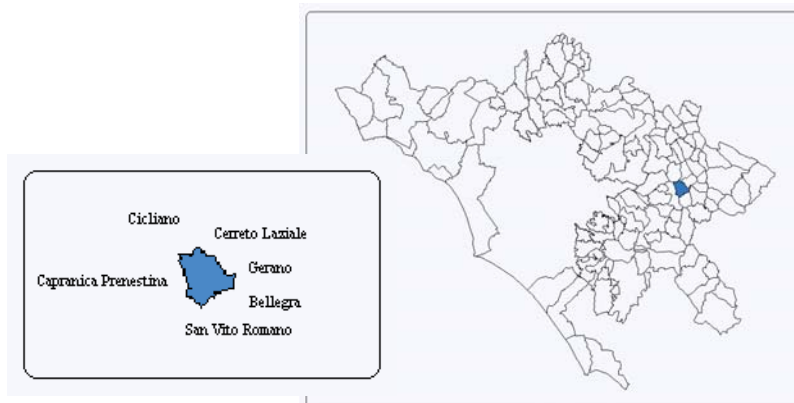 Cicliano
Cerreto Laziale
Gerano
Capranica Prenestina
Bellegra
San Vito Romano